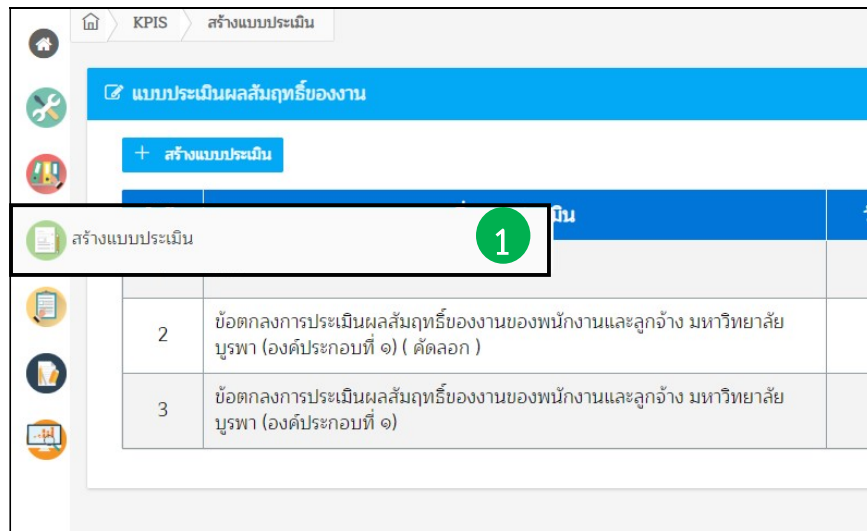 KPIS สร้างแบบประเมิน
แบบประเมินผลสัมฤทธิ์ของงาน
+ สร้างแบบประเมิน
มิน
สร้างแบบประเมิน
1
2 ข้อตกลงการประเมินผลสัมฤทธิ์ของงานของพนักงานและลูกจ้าง มหาวิทยาลัย
บูรพา (องค์ประกอบที่ ๑) ( คัดลอก )
3 ข้อตกลงการประเมินผลสัมฤทธิ์ของงานของพนักงานและลูกจ้าง มหาวิทยาลัย
บูรพา (องค์ประกอบที่ ๑)